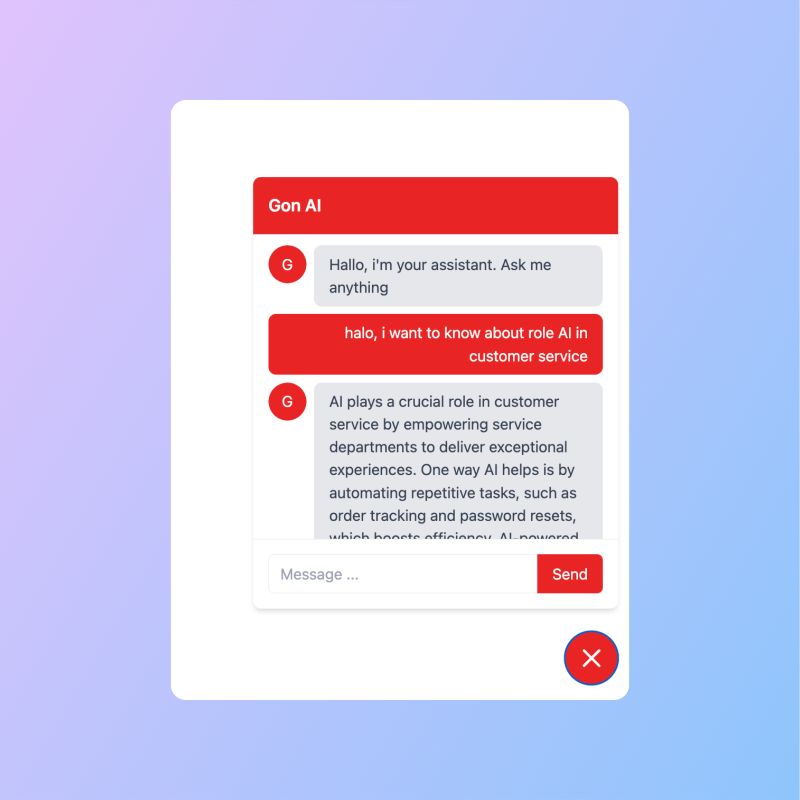 Gon AI
G
Hallo, i'm your assistant. Ask me
anything
halo, i want to know about role AI in
customer service
G
AI plays a crucial role in customer
service by empowering service
departments to deliver exceptional
experiences. One way AI helps is by
automating repetitive tasks, such as
order tracking and password resets,
which boosts efficiency. AI-powered
Message ...
Send